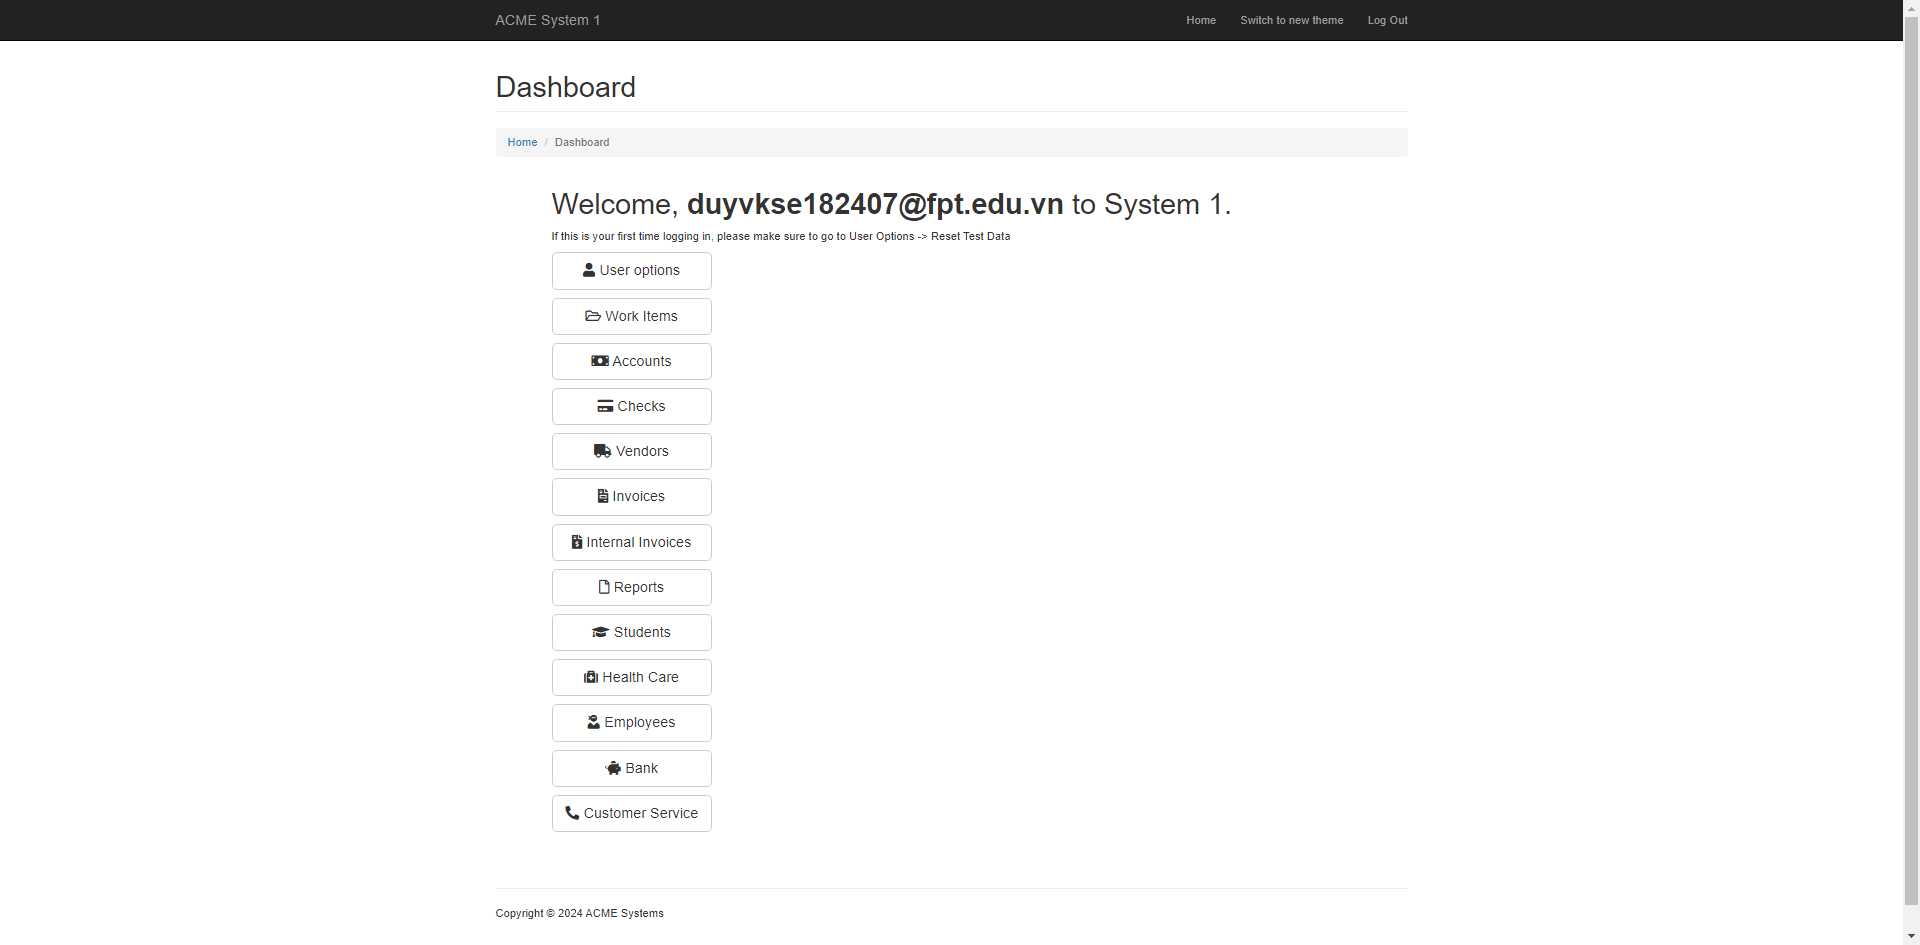 ACME System 1
Home
Switch to new theme
Log Out
Dashboard
Home / Dashboard
Welcome, duyvkse182407@fpt.edu.vn to System 1.
If this is your first time logging in, please make sure to go to User Options -> Reset Test Data
User options
Work Items
Accounts
Checks
Vendors
Invoices
Internal Invoices
Reports
Students
Health Care
Employees
Bank
Customer Service
Copyright © 2024 ACME Systems